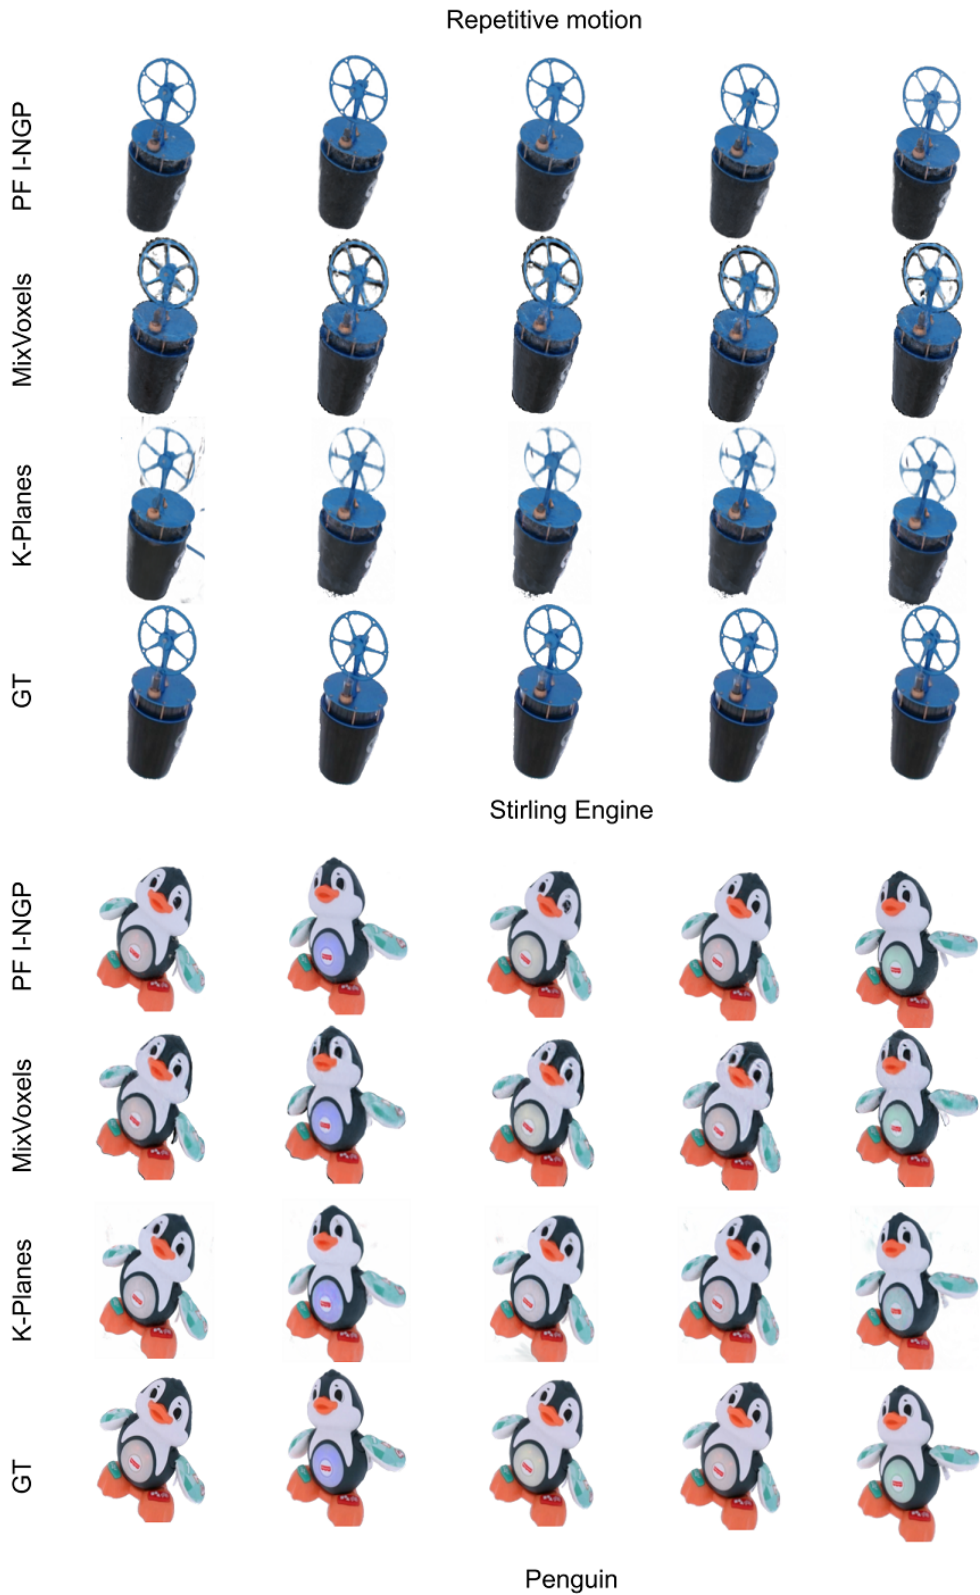 Repetitive motion
PF I-NGP
MixVoxels
K-Planes
GT
Stirling Engine
PF I-NGP
MixVoxels
K-Planes
GT
Penguin